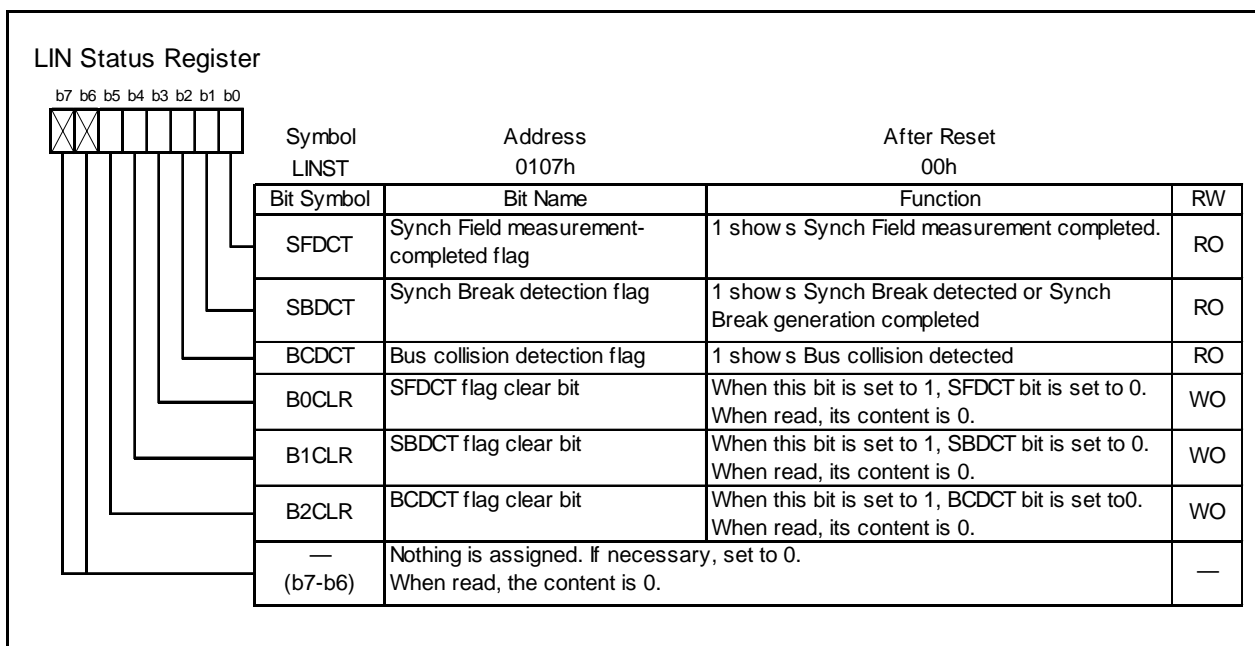 LIN Status Register
b7 b6 b5 b4 b3 b2 b1 b0
Symbol Address After Reset
LINST 0107h 00h
Bit Symbol Bit Name Function RW
SFDCT Synch Field measurement-completed flag 1 shows Synch Field measurement completed. RO
SBDCT Synch Break detection flag 1 shows Synch Break detected or Synch
Break generation completed RO
BCDCT Bus collision detection flag 1 shows Bus collision detected RO
B0CLR SFDCT flag clear bit When this bit is set to 1, SFDCT bit is set to 0.
When read, its content is 0. WO
B1CLR SBDCT flag clear bit When this bit is set to 1, SBDCT bit is set to 0.
When read, its content is 0. WO
B2CLR BCDCT flag clear bit When this bit is set to 1, BCDCT bit is set to0.
When read, its content is 0. WO
— Nothing is assigned. If necessary, set to 0.
(b7-b6) When read, the content is 0. —